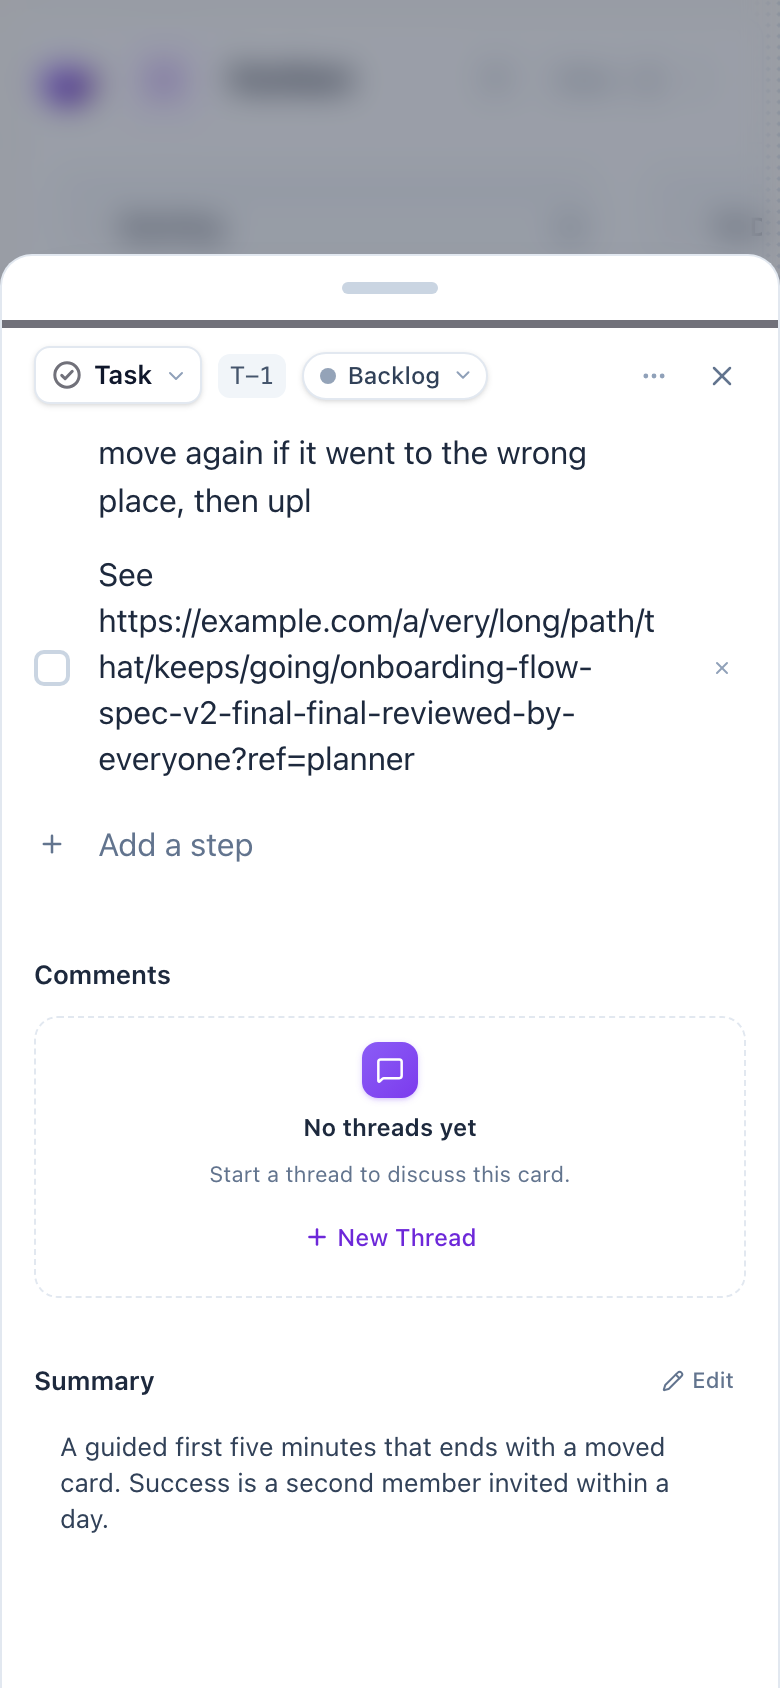 Task
T-1
Backlog
move again if it went to the wrong
place, then upl
See
https://example.com/a/very/long/path/t
hat/keeps/going/onboarding-flow-
spec-v2-final-final-reviewed-by-
everyone?ref=planner
Add a step
Comments
No threads yet
Start a thread to discuss this card.
New Thread
Summary
Edit
A guided first five minutes that ends with a moved
card. Success is a second member invited within a
day.